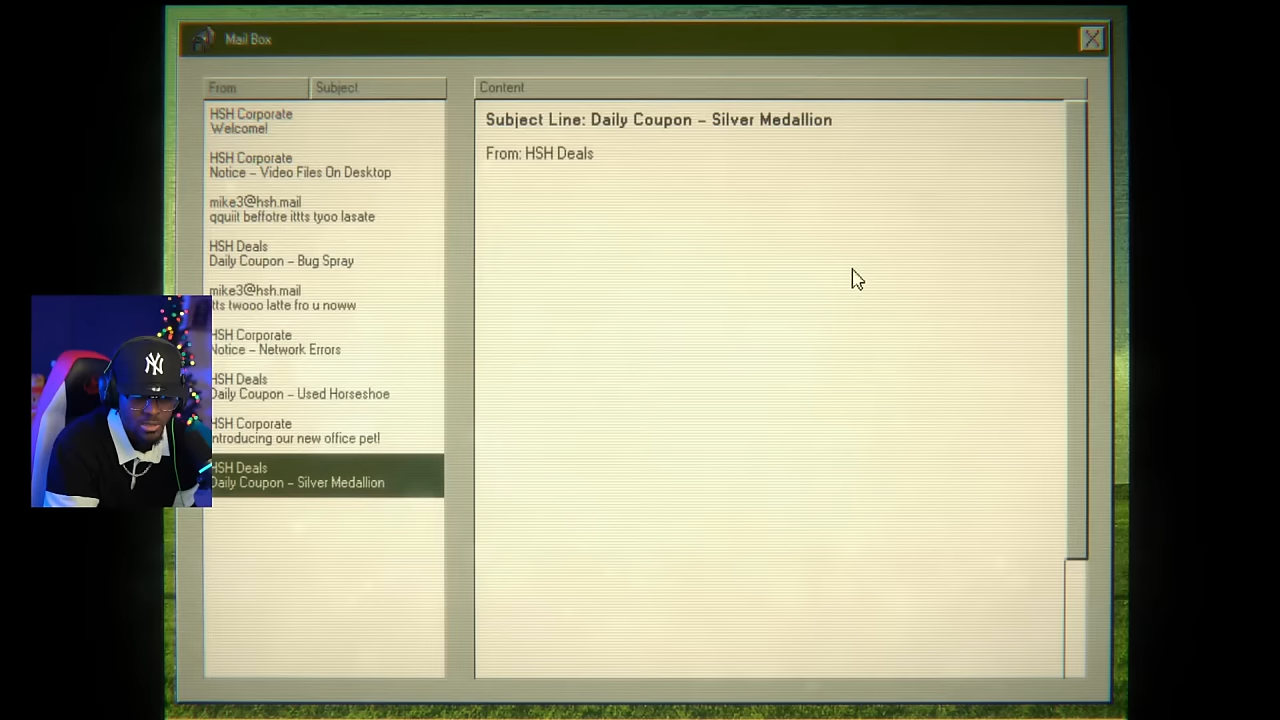 Mail Box
From
Subject
Content
HSH Corporate
Welcome!
HSH Corporate
Notice – Video Files On Desktop
mike3@hsh.mail
qquiit beffotre ittts tyoo lasate
HSH Deals
Daily Coupon – Bug Spray
mike3@hsh.mail
tts twooo latte fro u noww
HSH Corporate
Notice – Network Errors
HSH Deals
Daily Coupon – Used Horseshoe
HSH Corporate
ntroducing our new office pet!
HSH Deals
Daily Coupon – Silver Medallion
Subject Line: Daily Coupon – Silver Medallion
From: HSH Deals
NY